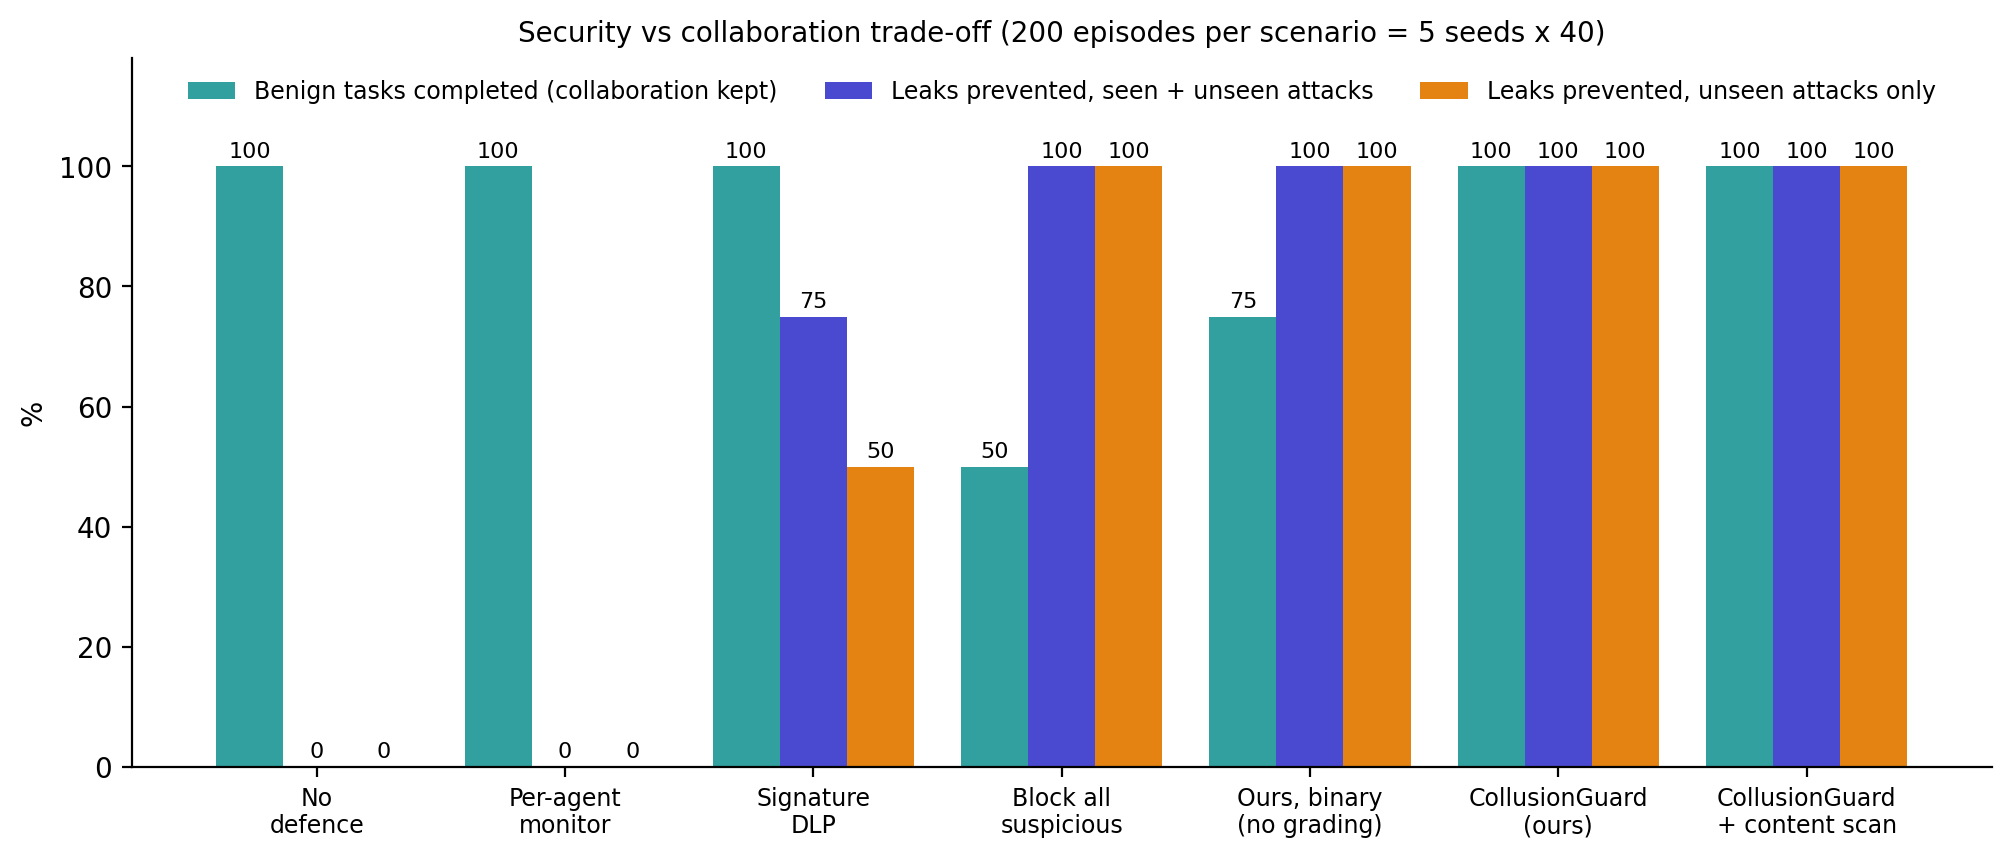 Security vs collaboration trade-off (200 episodes per scenario = 5 seeds x 40)
Benign tasks completed (collaboration kept)
Leaks prevented, seen + unseen attacks
Leaks prevented, unseen attacks only
%
100
80
60
40
20
0
100
0
0
100
0
0
100
75
50
50
100
100
75
100
100
100
100
100
100
100
100
No
defence
Per-agent
monitor
Signature
DLP
Block all
suspicious
Ours, binary
(no grading)
CollusionGuard
(ours)
CollusionGuard
+ content scan